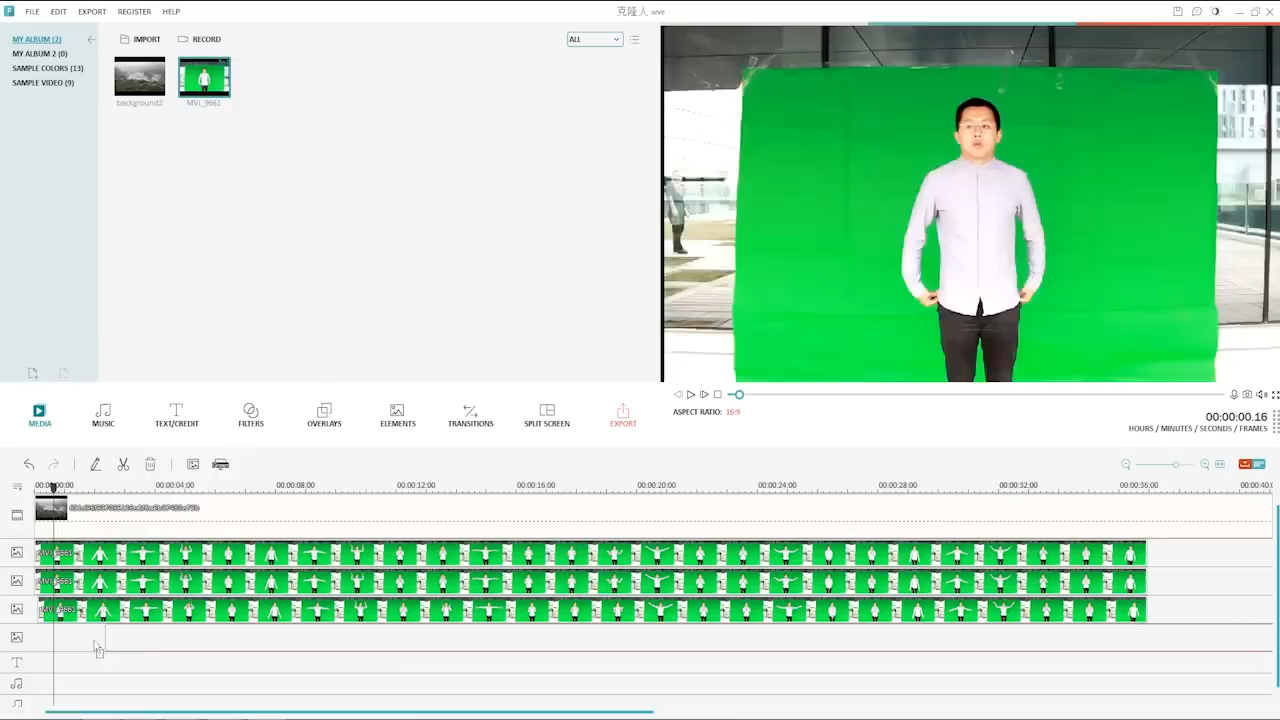 FILE EDIT EXPORT REGISTER HELP
克隆人.wve
MY ALBUM (2)
MY ALBUM 2 (0)
SAMPLE COLORS (13)
SAMPLE VIDEO (9)
IMPORT RECORD
ALL
background2 MVI_9661
MEDIA MUSIC TEXT/CREDIT FILTERS OVERLAYS ELEMENTS TRANSITIONS SPLIT SCREEN EXPORT
ASPECT RATIO: 16:9
00:00:00.16
HOURS / MINUTES / SECONDS / FRAMES
00:00:00:00 00:00:04:00 00:00:08:00 00:00:12:00 00:00:16:00 00:00:20:00 00:00:24:00 00:00:28:00 00:00:32:00 00:00:36:00 00:00:40:0
MVI_9661
MVI_9661
MVI_9661